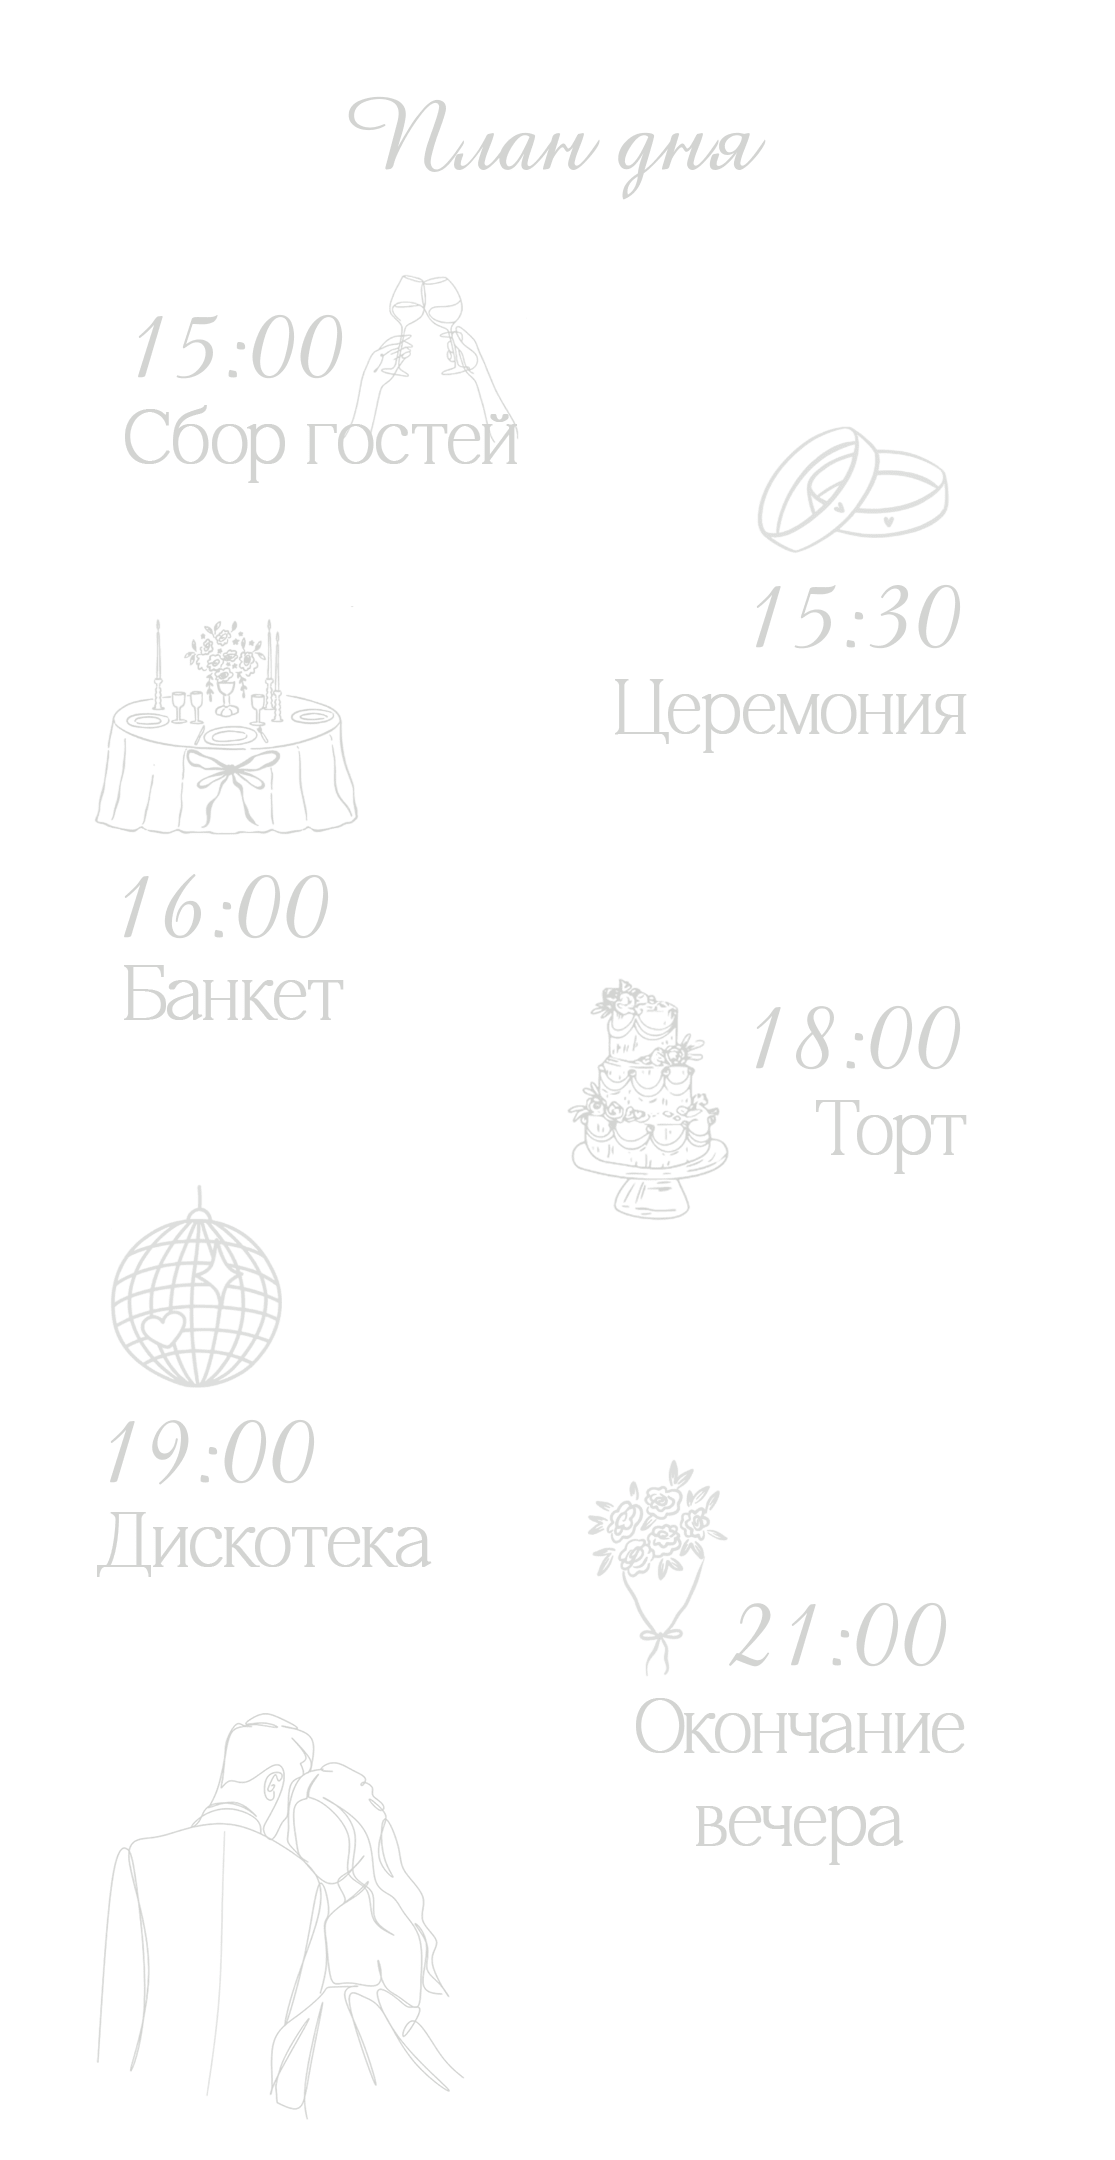 План дня
15:00
Сбор гостей
15:30
Церемония
16:00
Банкет
18:00
Торт
19:00
Дискотека
21:00
Окончание
вечера